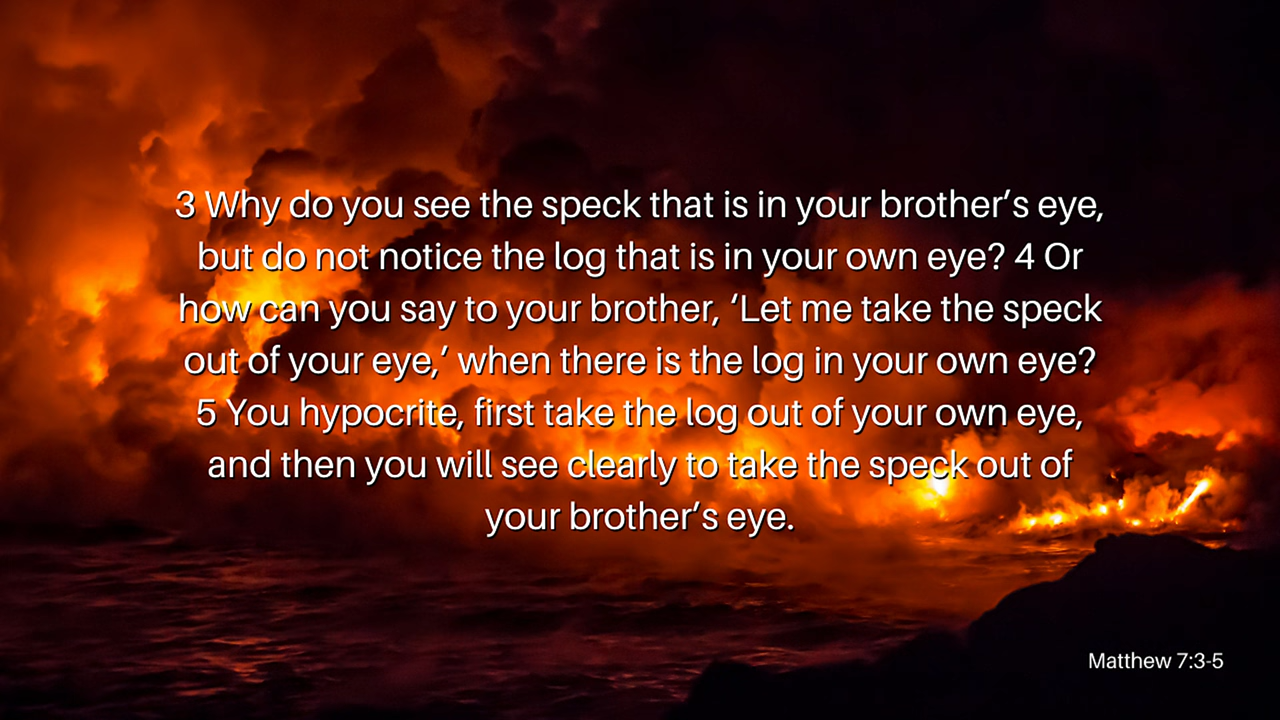 3 Why do you see the speck that is in your brother’s eye,
but do not notice the log that is in your own eye? 4 Or
how can you say to your brother, ‘Let me take the speck
out of your eye,’ when there is the log in your own eye?
5 You hypocrite, first take the log out of your own eye,
and then you will see clearly to take the speck out of
your brother’s eye.
Matthew 7:3-5